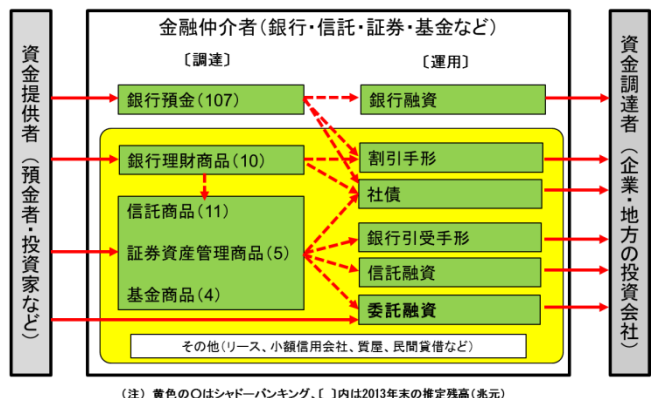 金融仲介者(銀行・信託・証券・基金など)
〔調達〕
〔運用〕
資金提供者(預金者・投資家など)
銀行預金(107)
銀行融資
銀行理財商品(10)
割引手形
社債
信託商品(11)
証券資産管理商品(5)
基金商品(4)
銀行引受手形
信託融資
委託融資
その他(リース、小額信用会社、質屋、民間貸借など)
資金調達者(企業・地方の投資会社)
(注) 黄色の〇はシャドーバンキング、〔 〕内は2013年末の推定残高(兆元)